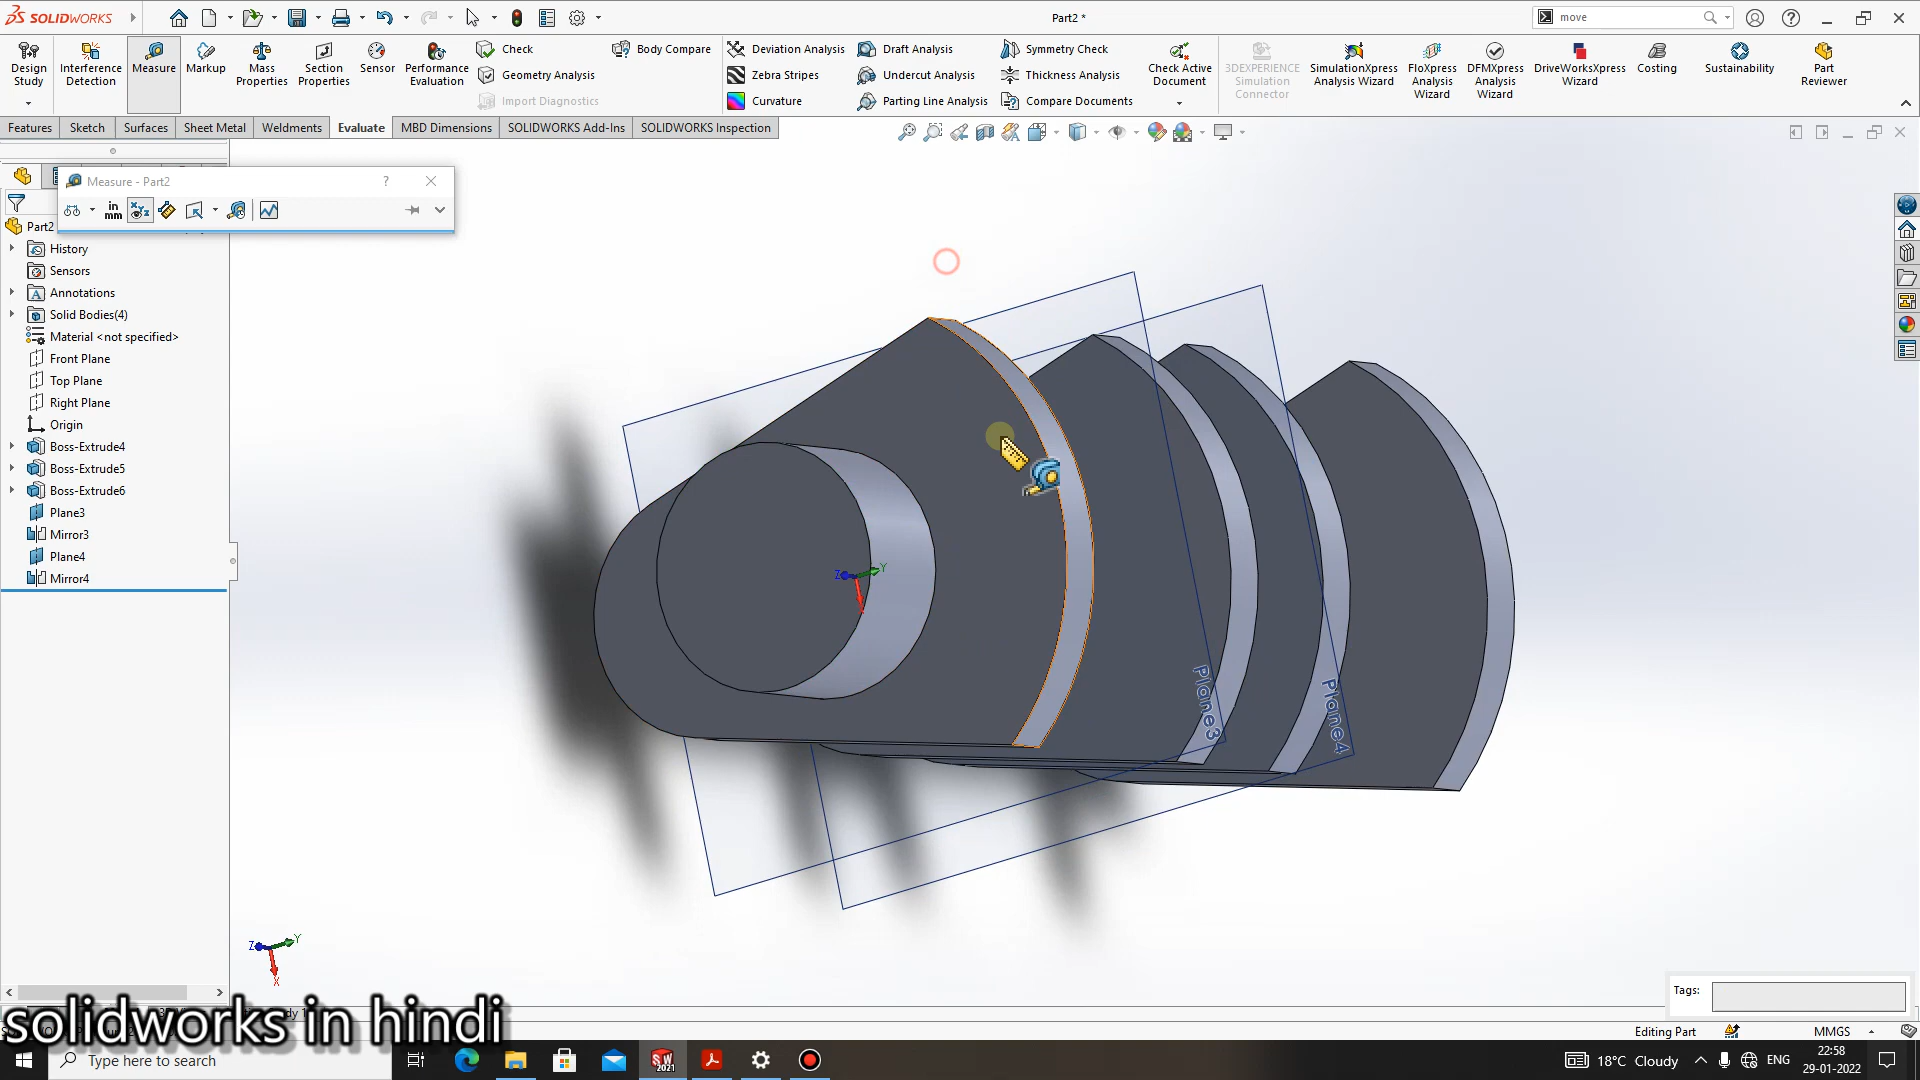 SOLIDWORKS
Part2 *
move
Design Study
Interference Detection
Measure
Markup
Mass Properties
Section Properties
Sensor
Performance Evaluation
Check
Geometry Analysis
Import Diagnostics
Body Compare
Deviation Analysis
Zebra Stripes
Curvature
Draft Analysis
Undercut Analysis
Parting Line Analysis
Symmetry Check
Thickness Analysis
Compare Documents
Check Active Document
3DEXPERIENCE Simulation Connector
SimulationXpress Analysis Wizard
FloXpress Analysis Wizard
DFMXpress Analysis Wizard
DriveWorksXpress Wizard
Costing
Sustainability
Part Reviewer
Features
Sketch
Surfaces
Sheet Metal
Weldments
Evaluate
MBD Dimensions
SOLIDWORKS Add-Ins
SOLIDWORKS Inspection
Measure - Part2
in mm
Part2
History
Sensors
Annotations
Solid Bodies(4)
Material <not specified>
Front Plane
Top Plane
Right Plane
Origin
Boss-Extrude4
Boss-Extrude5
Boss-Extrude6
Plane3
Mirror3
Plane4
Mirror4
Plane3
Plane4
Z
Y
Z
Y
X
Tags:
solidworks in hindi
Editing Part
MMGS
Type here to search
SW 2021
18°C Cloudy
ENG
22:58
29-01-2022